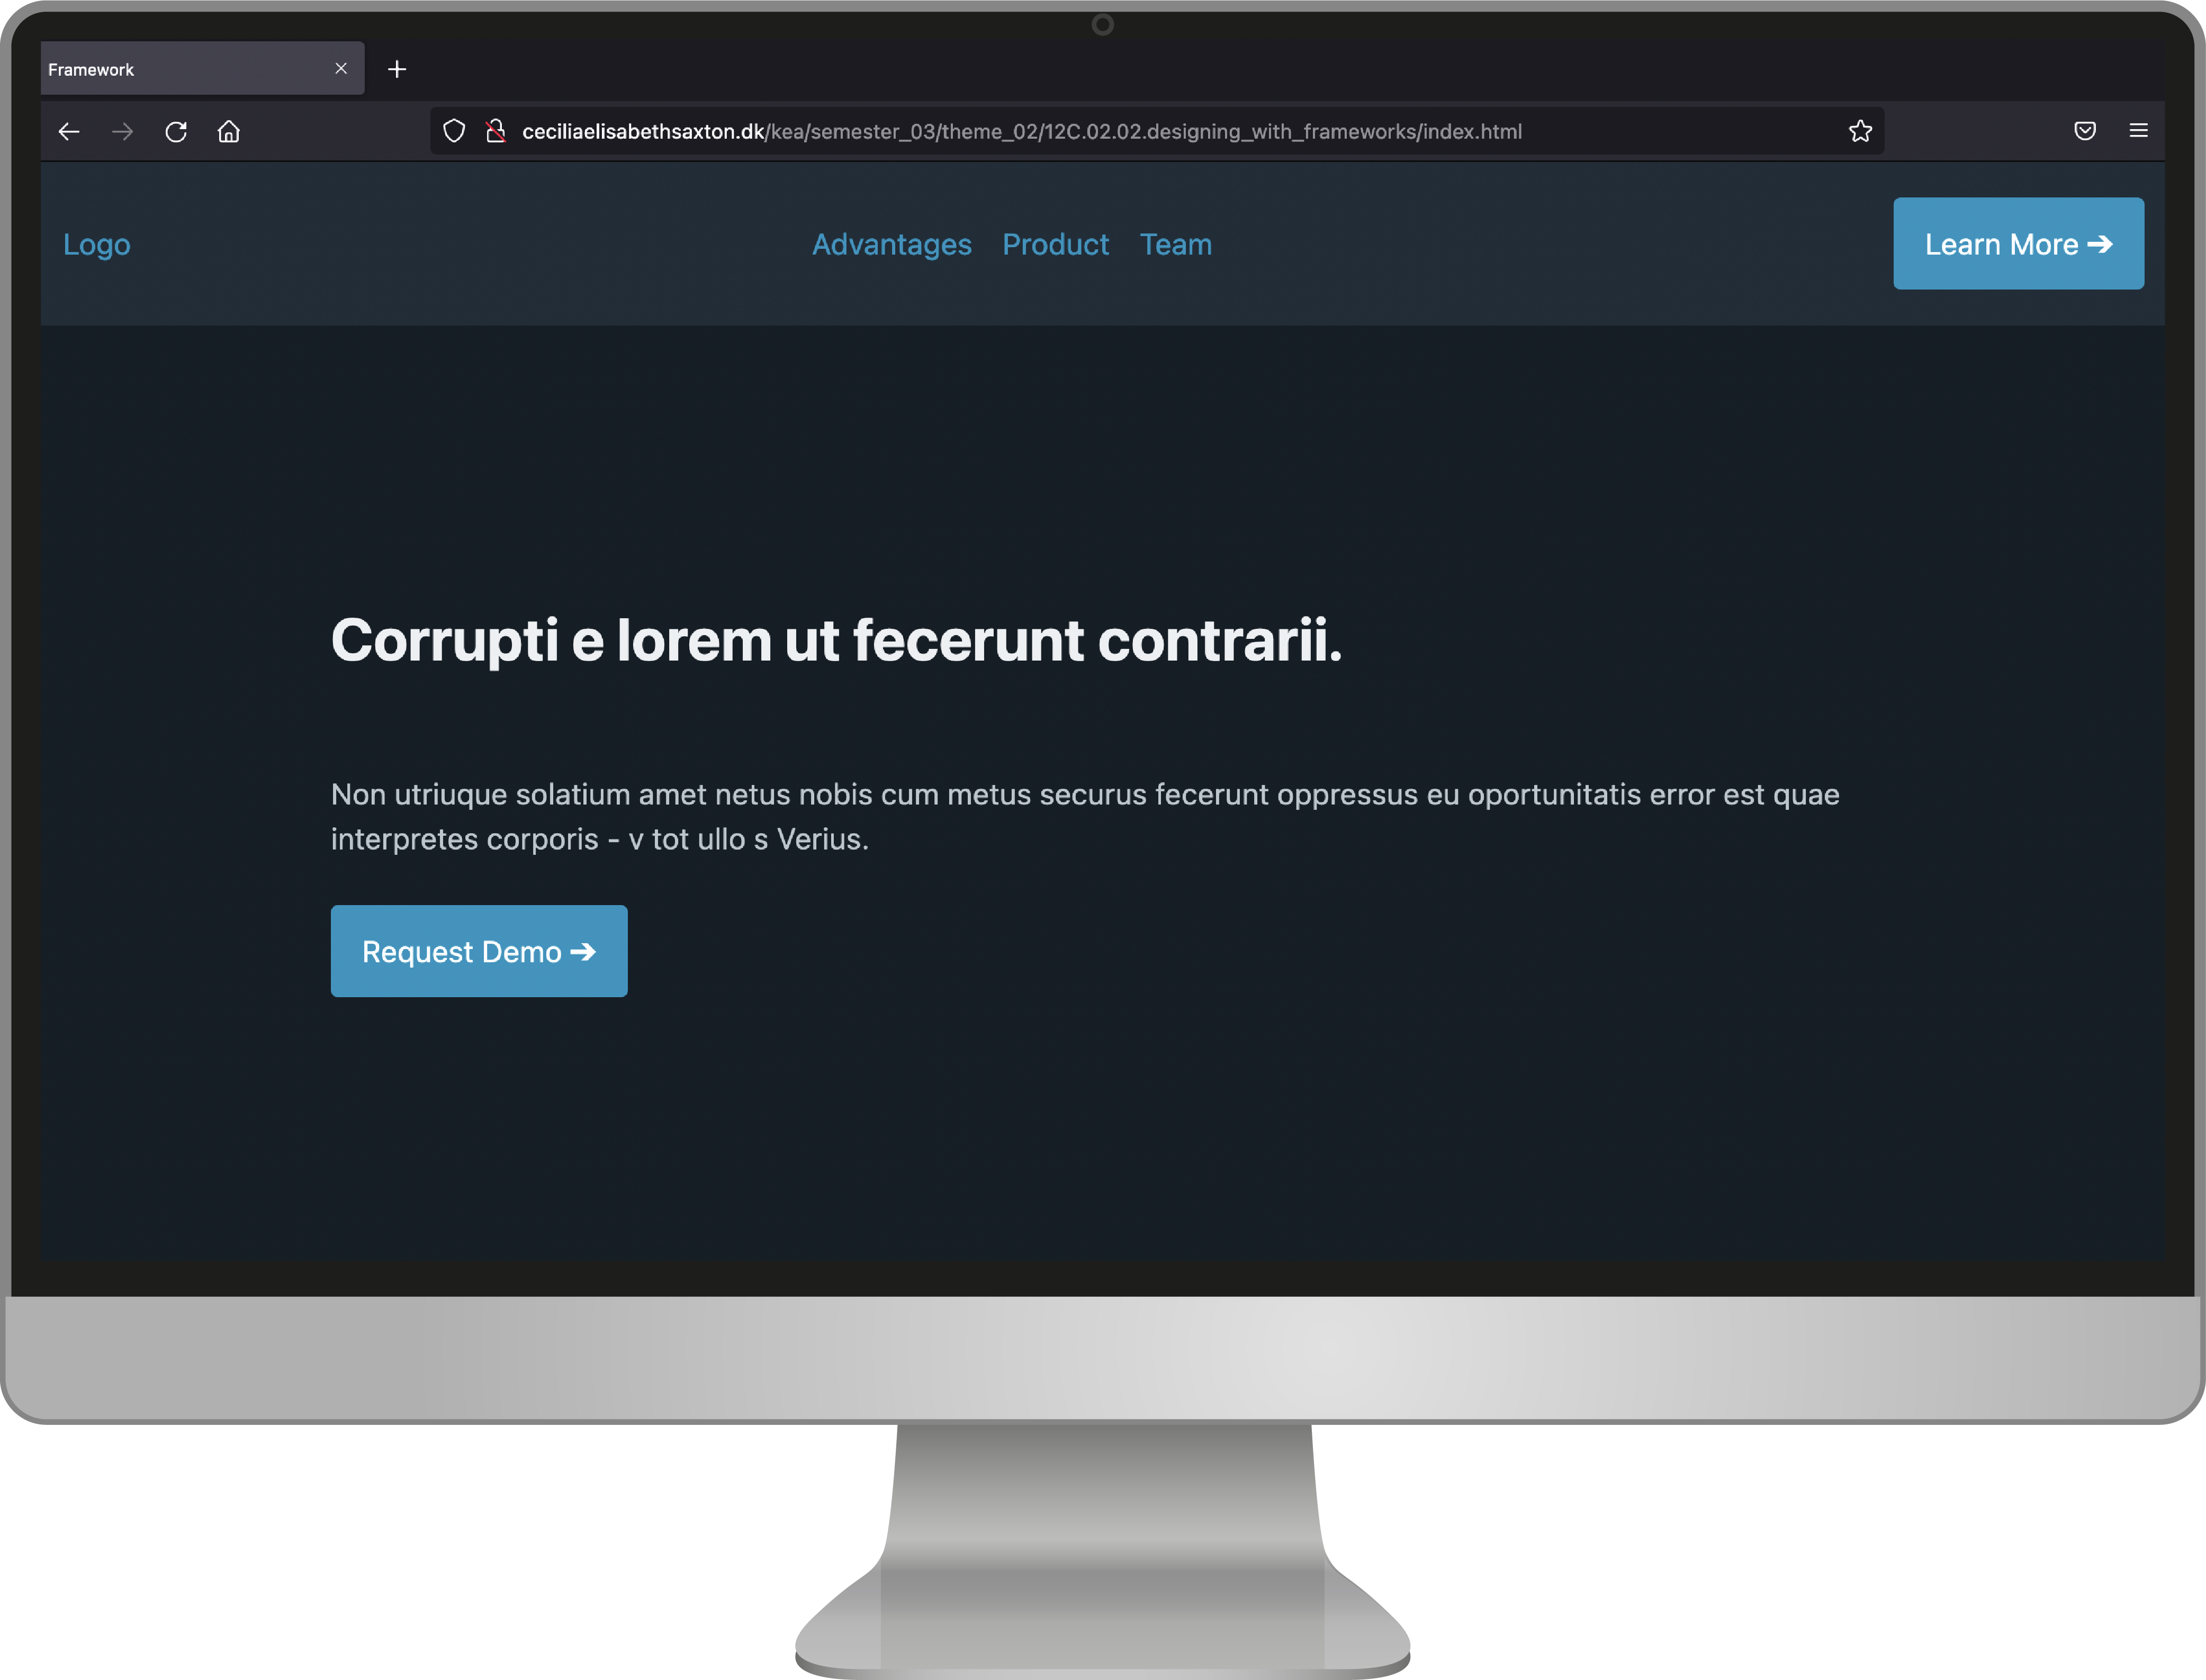 Framework
ceciliaelisabethsaxton.dk/kea/semester_03/theme_02/12C.02.02.designing_with_frameworks/index.html
Logo Advantages Product Team Learn More ➔
Corrupti e lorem ut fecerunt contrarii.
Non utriuque solatium amet netus nobis cum metus securus fecerunt oppressus eu oportunitatis error est quae
interpretes corporis - v tot ullo s Verius.
Request Demo ➔